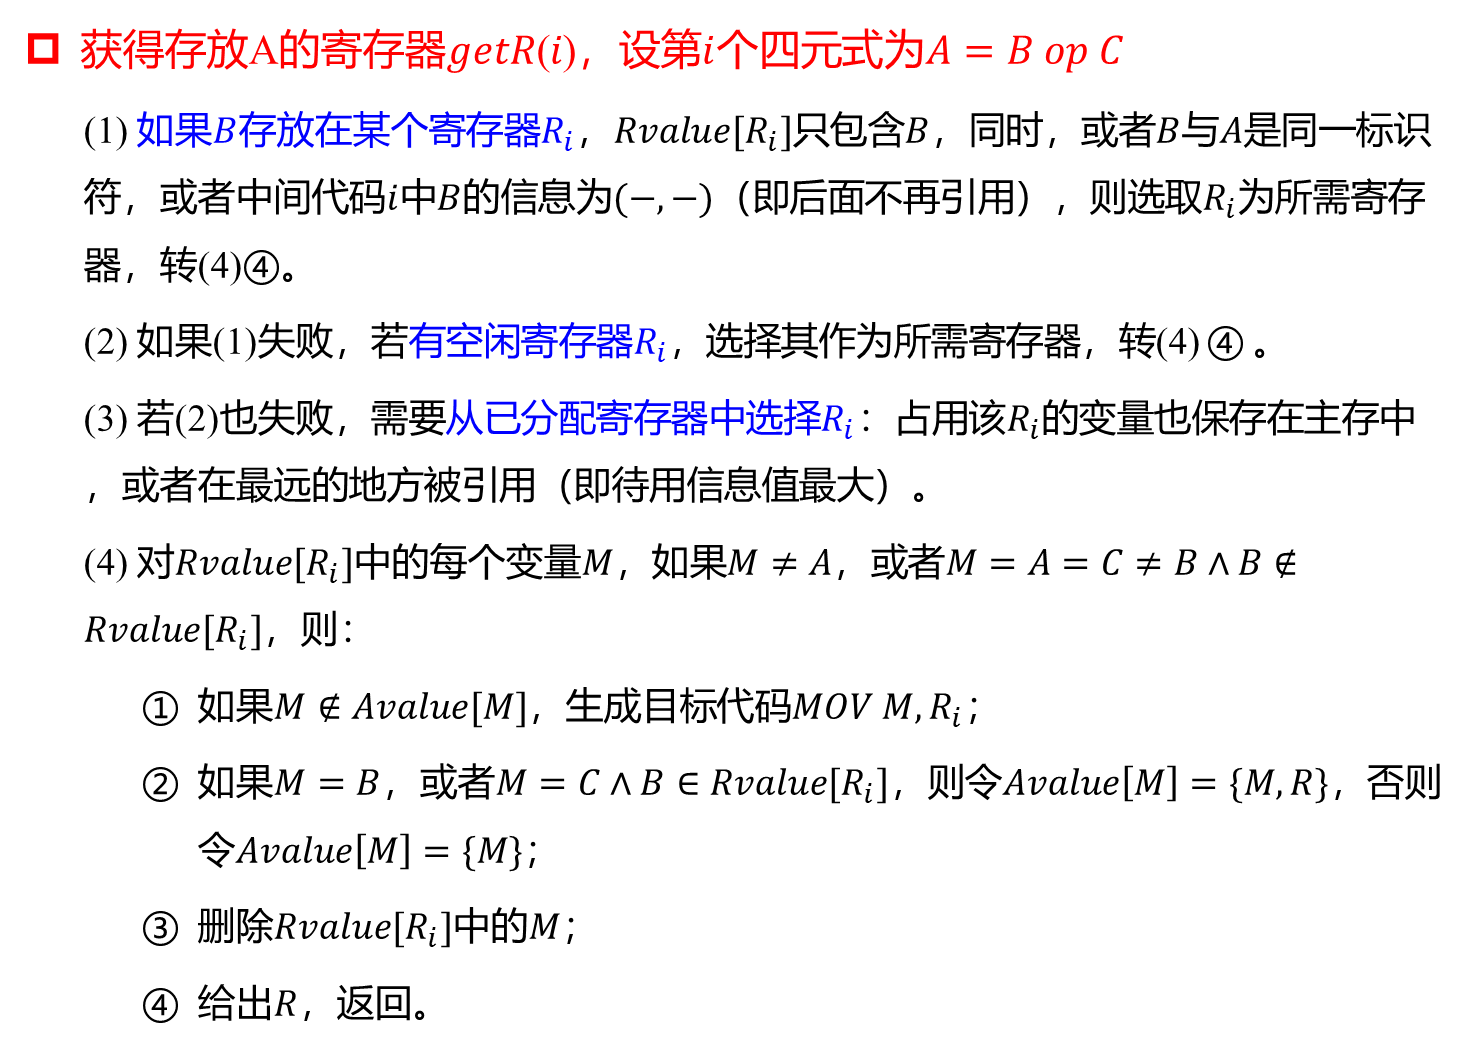 获得存放A的寄存器getR(i)，设第i个四元式为A = B op C
(1) 如果B存放在某个寄存器Rᵢ，Rvalue[Rᵢ]只包含B，同时，或者B与A是同一标识
符，或者中间代码i中B的信息为(−,−)（即后面不再引用），则选取Rᵢ为所需寄存
器，转(4)④。
(2) 如果(1)失败，若有空闲寄存器Rᵢ，选择其作为所需寄存器，转(4) ④ 。
(3) 若(2)也失败，需要从已分配寄存器中选择Rᵢ：占用该Rᵢ的变量也保存在主存中
，或者在最远的地方被引用（即待用信息值最大）。
(4) 对Rvalue[Rᵢ]中的每个变量M，如果M ≠ A，或者M = A = C ≠ B ∧ B ∉
Rvalue[Rᵢ]，则：
① 如果M ∉ Avalue[M]，生成目标代码MOV M, Rᵢ；
② 如果M = B，或者M = C ∧ B ∈ Rvalue[Rᵢ]，则令Avalue[M] = {M, R}，否则
令Avalue[M] = {M}；
③ 删除Rvalue[Rᵢ]中的M；
④ 给出R，返回。